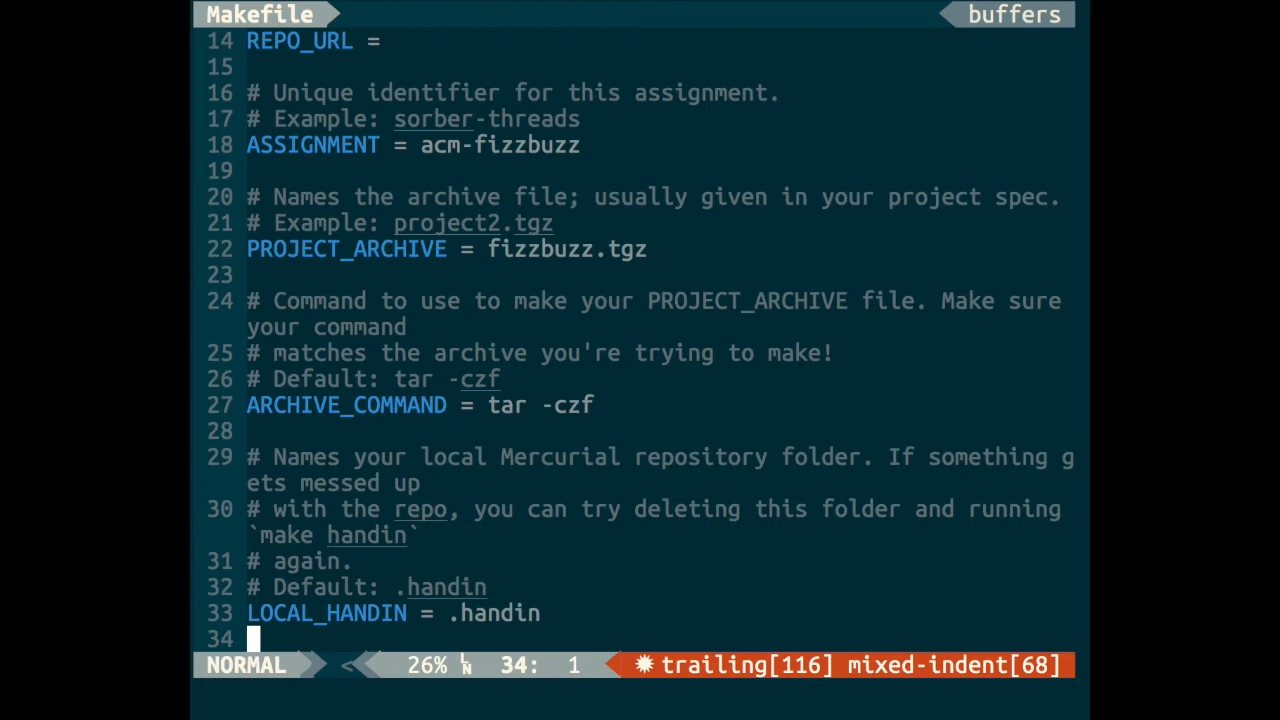 Makefile buffers
14 REPO_URL =
15
16 # Unique identifier for this assignment.
17 # Example: sorber-threads
18 ASSIGNMENT = acm-fizzbuzz
19
20 # Names the archive file; usually given in your project spec.
21 # Example: project2.tgz
22 PROJECT_ARCHIVE = fizzbuzz.tgz
23
24 # Command to use to make your PROJECT_ARCHIVE file. Make sure
your command
25 # matches the archive you're trying to make!
26 # Default: tar -czf
27 ARCHIVE_COMMAND = tar -czf
28
29 # Names your local Mercurial repository folder. If something g
ets messed up
30 # with the repo, you can try deleting this folder and running
`make handin`
31 # again.
32 # Default: .handin
33 LOCAL_HANDIN = .handin
34
NORMAL < 26% ␤ 34: 1 ✹ trailing[116] mixed-indent[68]